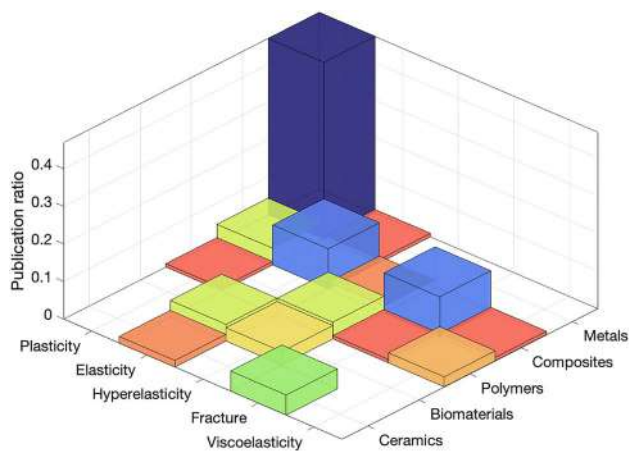 Publication ratio
0.4
0.3
0.2
0.1
0
Plasticity
Elasticity
Hyperelasticity
Fracture
Viscoelasticity
Metals
Composites
Polymers
Biomaterials
Ceramics